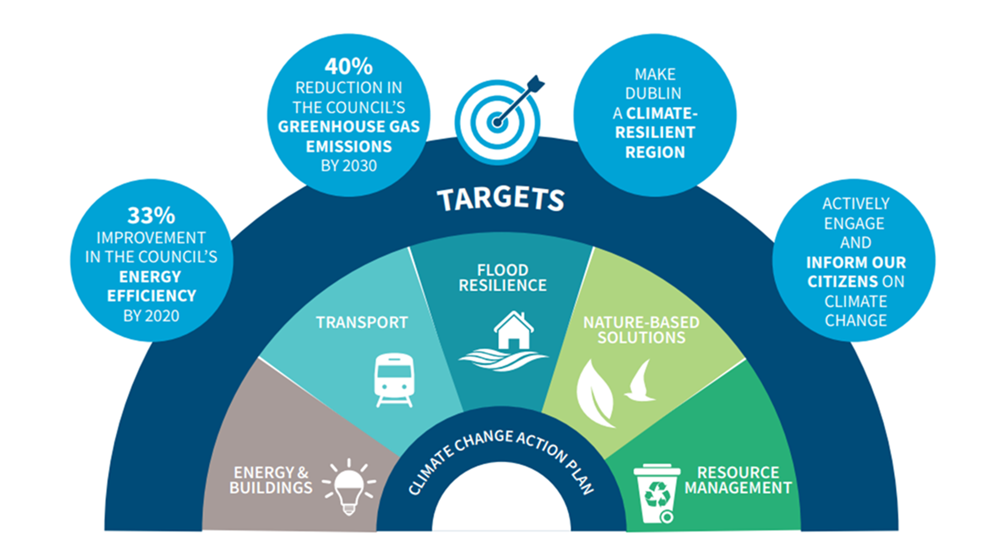 40%
REDUCTION IN
THE COUNCIL'S
GREENHOUSE GAS
EMISSIONS
BY 2030
MAKE
DUBLIN
A CLIMATE-
RESILIENT
REGION
33%
IMPROVEMENT
IN THE COUNCIL'S
ENERGY
EFFICIENCY
BY 2020
TARGETS
ACTIVELY
ENGAGE
AND
INFORM OUR
CITIZENS ON
CLIMATE
CHANGE
FLOOD
RESILIENCE
TRANSPORT
NATURE-BASED
SOLUTIONS
CLIMATE CHANGE ACTION PLAN
ENERGY &
BUILDINGS
RESOURCE
MANAGEMENT